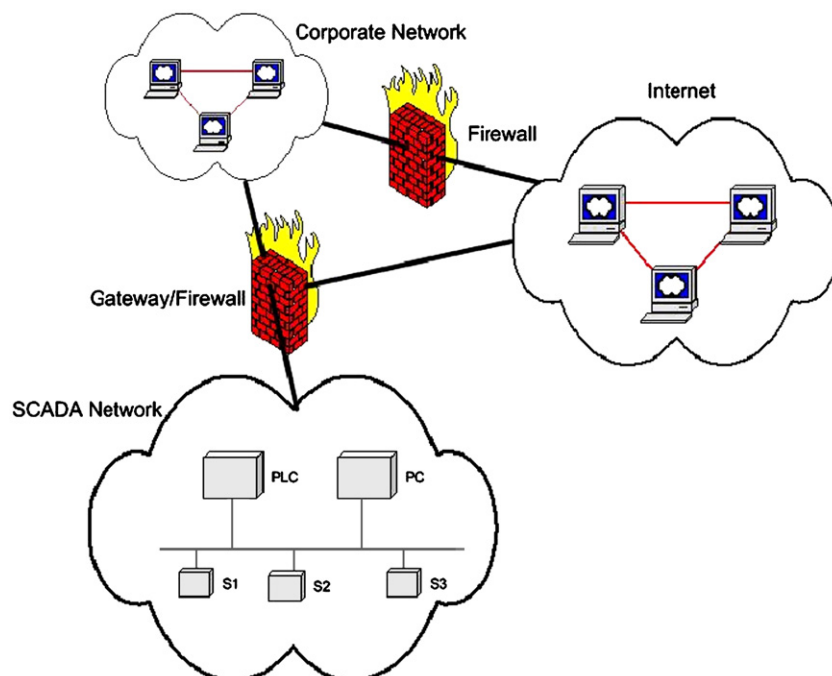 Corporate Network
Internet
Firewall
Gateway/Firewall
SCADA Network
PLC
PC
S1
S2
S3